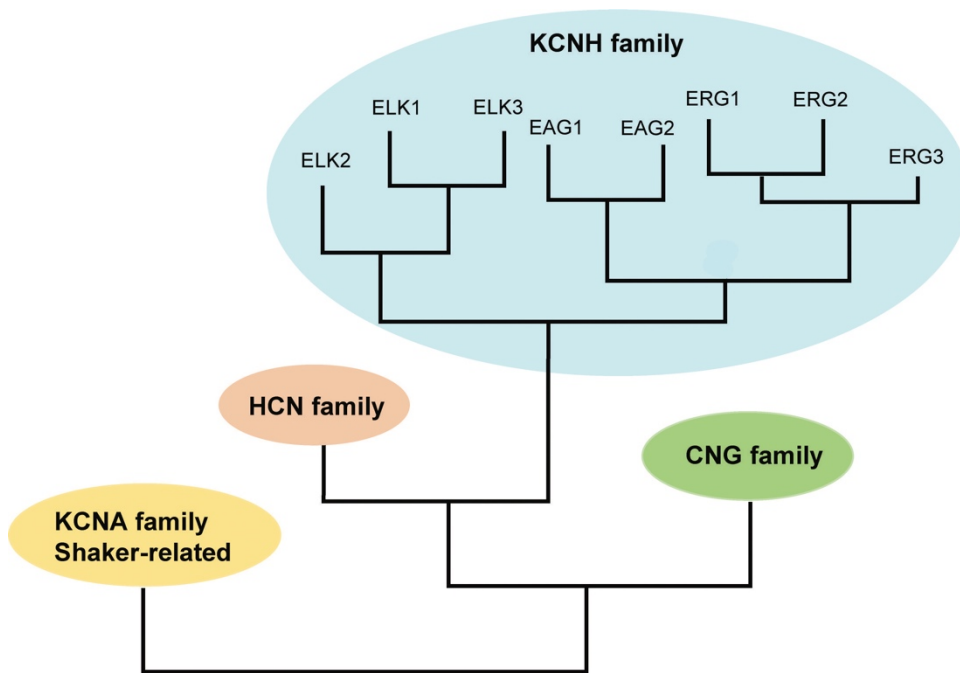 KCNH family
ELK1
ELK3
ERG1
ERG2
EAG1
EAG2
ELK2
ERG3
HCN family
CNG family
KCNA family
Shaker-related